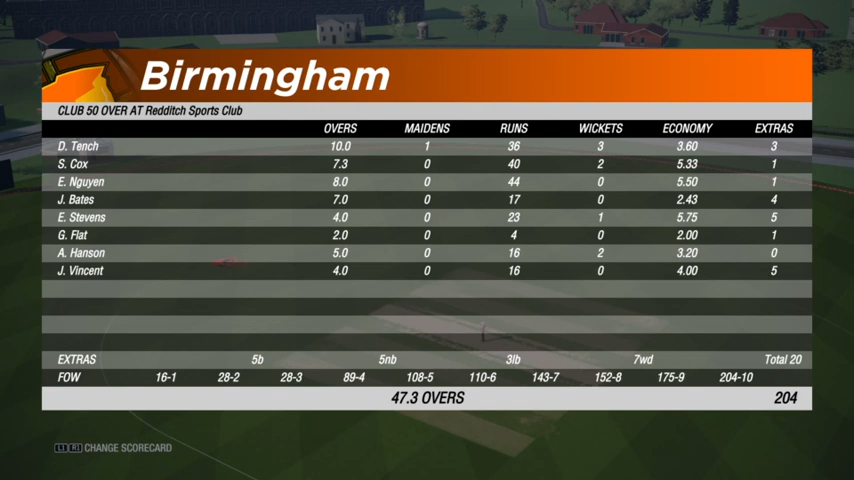 Birmingham
CLUB 50 OVER AT Redditch Sports Club
OVERS MAIDENS RUNS WICKETS ECONOMY EXTRAS
D. Tench 10.0 1 36 3 3.60 3
S. Cox 7.3 0 40 2 5.33 1
E. Nguyen 8.0 0 44 0 5.50 1
J. Bates 7.0 0 17 0 2.43 4
E. Stevens 4.0 0 23 1 5.75 5
G. Flat 2.0 0 4 0 2.00 1
A. Hanson 5.0 0 16 2 3.20 0
J. Vincent 4.0 0 16 0 4.00 5
EXTRAS 5b 5nb 3lb 7wd Total 20
FOW 16-1 28-2 28-3 89-4 108-5 110-6 143-7 152-8 175-9 204-10
47.3 OVERS 204
L1 R1 CHANGE SCORECARD